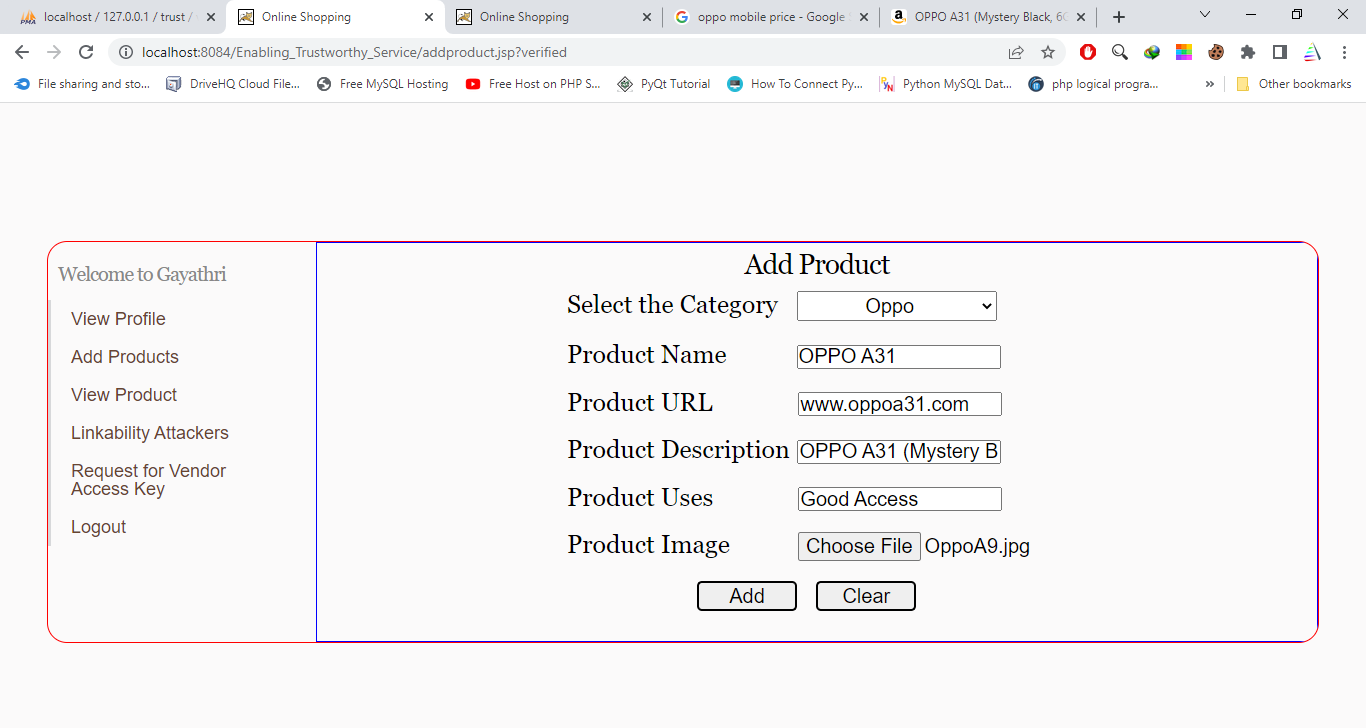 localhost / 127.0.0.1 / trust /
Online Shopping
Online Shopping
oppo mobile price - Google
OPPO A31 (Mystery Black, 6G
localhost:8084/Enabling_Trustworthy_Service/addproduct.jsp?verified
File sharing and sto...
DriveHQ Cloud File...
Free MySQL Hosting
Free Host on PHP S...
PyQt Tutorial
How To Connect Py...
Python MySQL Dat...
php logical progra...
»
Other bookmarks
Welcome to Gayathri
View Profile
Add Products
View Product
Linkability Attackers
Request for Vendor
Access Key
Logout
Add Product
Select the Category Oppo
Product Name OPPO A31
Product URL www.oppoa31.com
Product Description OPPO A31 (Mystery B
Product Uses Good Access
Product Image Choose File OppoA9.jpg
Add Clear